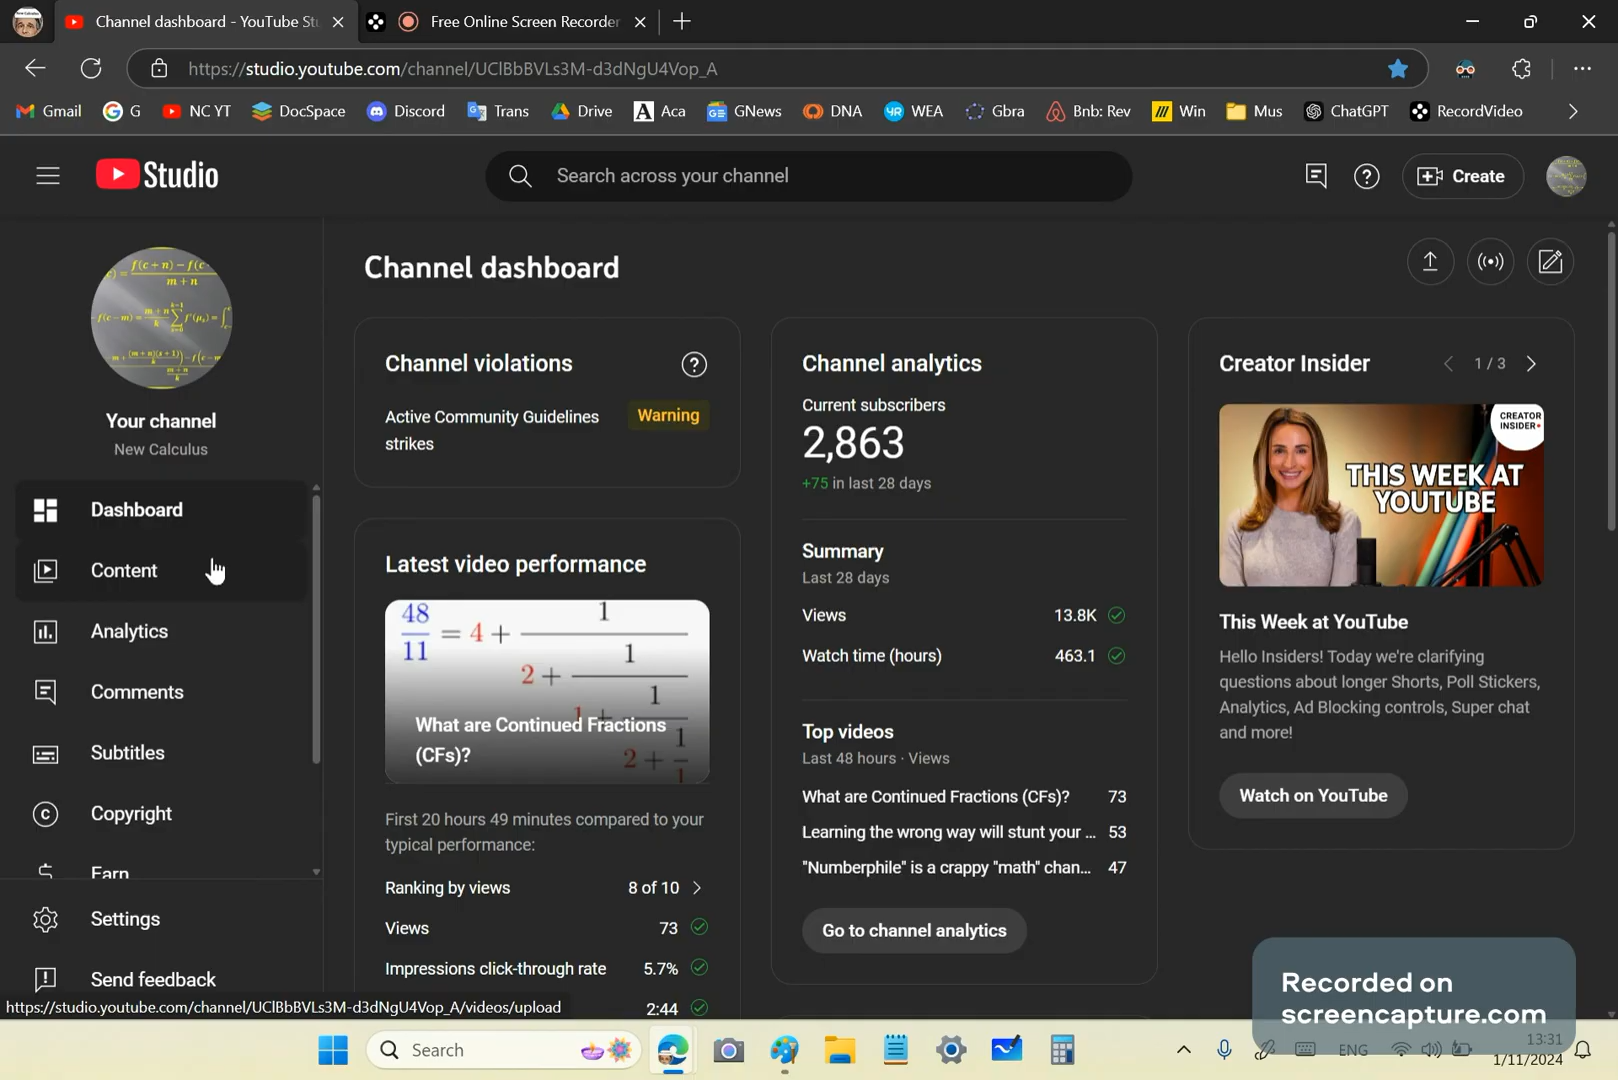 Channel dashboard - YouTube St
Free Online Screen Recorder
https://studio.youtube.com/channel/UClBbBVLs3M-d3dNgU4Vop_A
Gmail
G
NC YT
DocSpace
Discord
Trans
Drive
Aca
GNews
DNA
WEA
Gbra
Bnb: Rev
Win
Mus
ChatGPT
RecordVideo
Studio
Search across your channel
Create
Your channel
New Calculus
Dashboard
Content
Analytics
Comments
Subtitles
Copyright
Earn
Settings
Send feedback
https://studio.youtube.com/channel/UClBbBVLs3M-d3dNgU4Vop_A/videos/upload
Channel dashboard
Channel violations
Active Community Guidelines
strikes
Warning
Latest video performance
48
11
= 4 +
1
2 +
1
1 +
1
2 +
1
1
What are Continued Fractions
(CFs)?
First 20 hours 49 minutes compared to your
typical performance:
Ranking by views 8 of 10
Views 73
Impressions click-through rate 5.7%
2:44
Channel analytics
Current subscribers
2,863
+75 in last 28 days
Summary
Last 28 days
Views 13.8K
Watch time (hours) 463.1
Top videos
Last 48 hours · Views
What are Continued Fractions (CFs)? 73
Learning the wrong way will stunt your ... 53
"Numberphile" is a crappy "math" chan... 47
Go to channel analytics
Creator Insider
1 / 3
CREATOR
INSIDER
THIS WEEK AT
YOUTUBE
This Week at YouTube
Hello Insiders! Today we're clarifying
questions about longer Shorts, Poll Stickers,
Analytics, Ad Blocking controls, Super chat
and more!
Watch on YouTube
Recorded on
screencapture.com
Search
ENG
13:31
1/11/2024